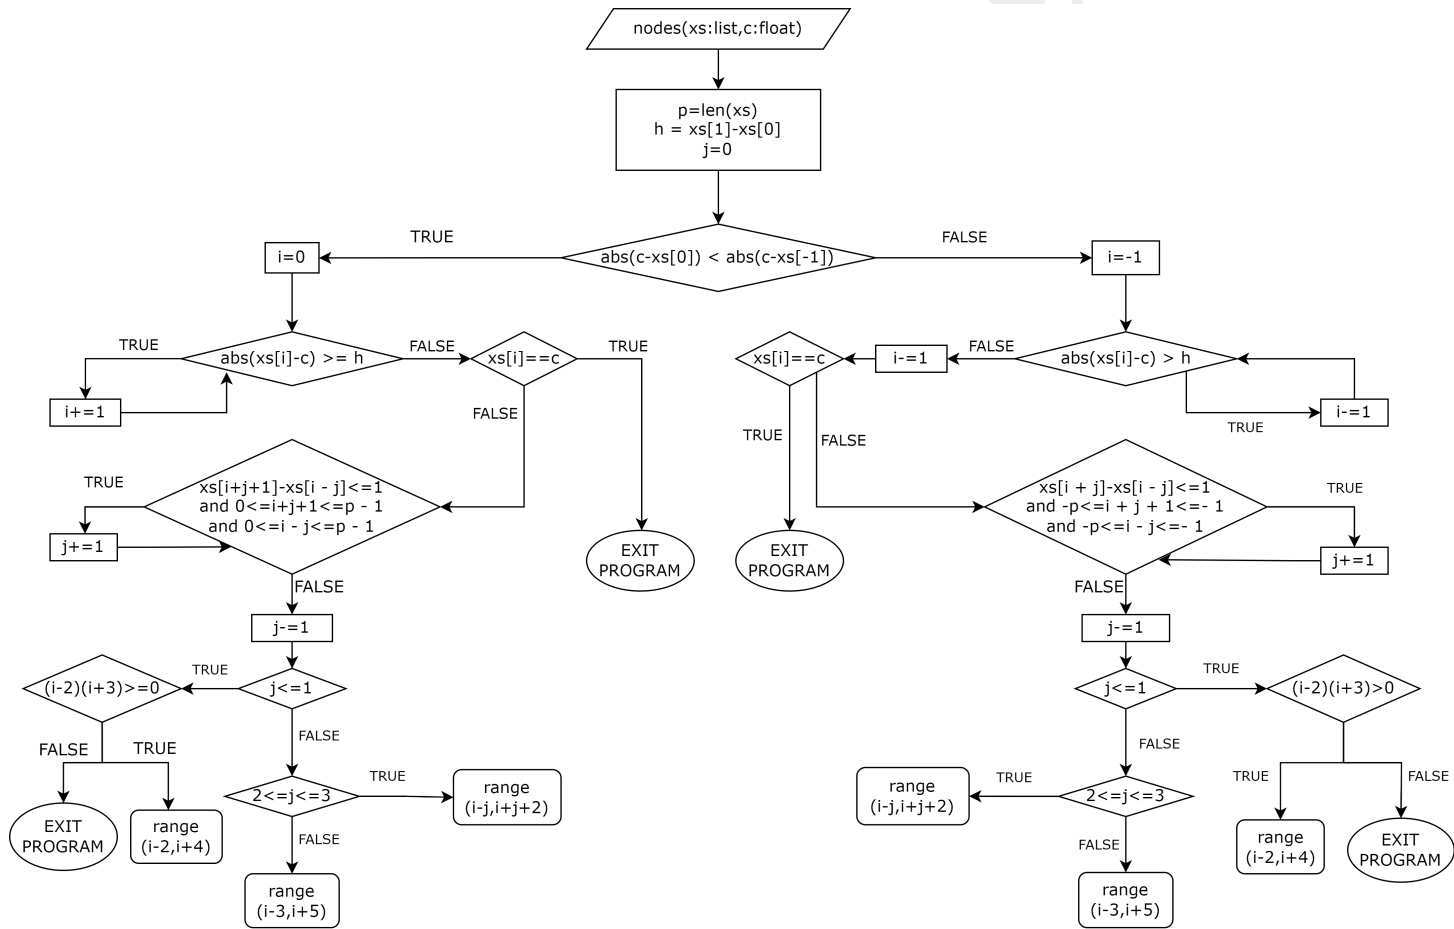 nodes(xs:list,c:float)
p=len(xs)
h = xs[1]-xs[0]
j=0
TRUE
FALSE
i=0
abs(c-xs[0]) < abs(c-xs[-1])
i=-1
TRUE
abs(xs[i]-c) >= h
FALSE
xs[i]==c
TRUE
xs[i]==c
i-=1
FALSE
abs(xs[i]-c) > h
i+=1
FALSE
i-=1
TRUE
TRUE
FALSE
TRUE
xs[i+j+1]-xs[i - j]<=1
and 0<=i+j+1<=p - 1
and 0<=i - j<=p - 1
xs[i + j]-xs[i - j]<=1
and -p<=i + j + 1<=- 1
and -p<=i - j<=- 1
TRUE
j+=1
EXIT
PROGRAM
EXIT
PROGRAM
j+=1
FALSE
FALSE
j-=1
j-=1
(i-2)(i+3)>=0
TRUE
j<=1
j<=1
TRUE
(i-2)(i+3)>0
FALSE
TRUE
FALSE
FALSE
2<=j<=3
TRUE
range
(i-j,i+j+2)
range
(i-j,i+j+2)
TRUE
2<=j<=3
TRUE
FALSE
EXIT
PROGRAM
range
(i-2,i+4)
FALSE
FALSE
range
(i-2,i+4)
EXIT
PROGRAM
range
(i-3,i+5)
range
(i-3,i+5)